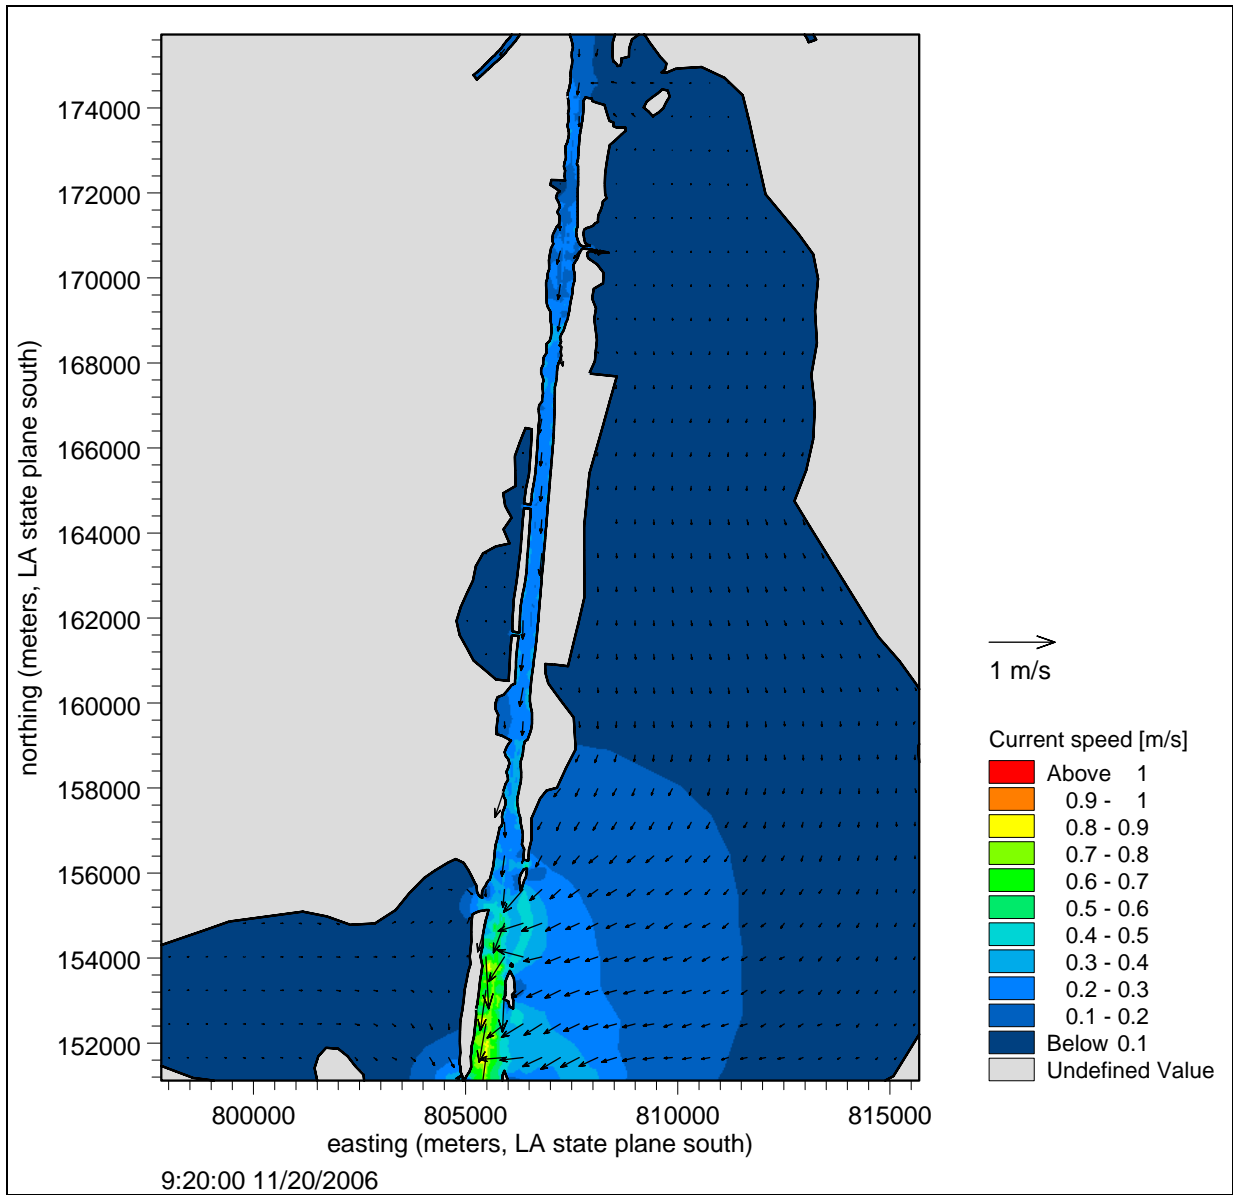 174000
172000
170000
168000
166000
164000
162000
160000
158000
156000
154000
152000
northing (meters, LA state plane south)
800000 805000 810000 815000
easting (meters, LA state plane south)
9:20:00 11/20/2006
1 m/s
Current speed [m/s]
Above 1
0.9 - 1
0.8 - 0.9
0.7 - 0.8
0.6 - 0.7
0.5 - 0.6
0.4 - 0.5
0.3 - 0.4
0.2 - 0.3
0.1 - 0.2
Below 0.1
Undefined Value